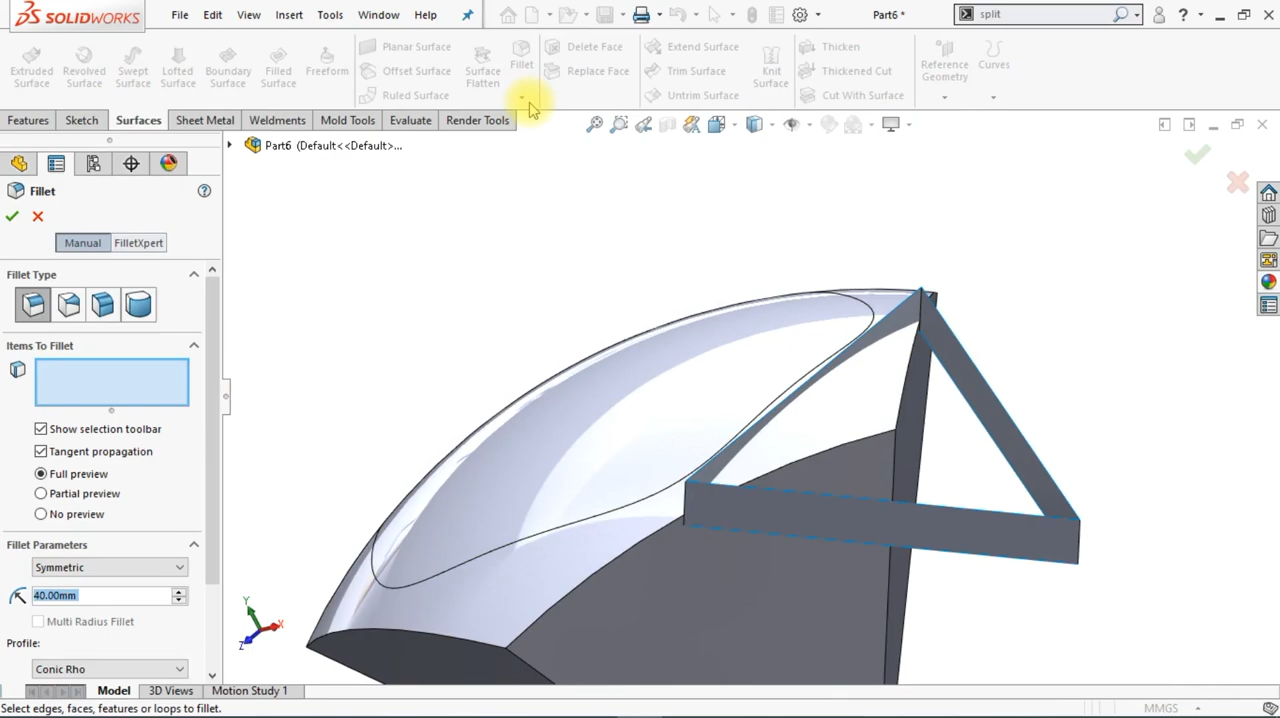 SOLIDWORKS
File
Edit
View
Insert
Tools
Window
Help
Part6 *
split
Extruded Surface
Revolved Surface
Swept Surface
Lofted Surface
Boundary Surface
Filled Surface
Freeform
Planar Surface
Offset Surface
Ruled Surface
Surface Flatten
Fillet
Delete Face
Replace Face
Extend Surface
Trim Surface
Untrim Surface
Knit Surface
Thicken
Thickened Cut
Cut With Surface
Reference Geometry
Curves
Features
Sketch
Surfaces
Sheet Metal
Weldments
Mold Tools
Evaluate
Render Tools
Part6 (Default<<Default>...
Fillet
Manual
FilletXpert
Fillet Type
Items To Fillet
Show selection toolbar
Tangent propagation
Full preview
Partial preview
No preview
Fillet Parameters
Symmetric
40.00mm
Multi Radius Fillet
Profile:
Conic Rho
Y
X
Z
Model
3D Views
Motion Study 1
Select edges, faces, features or loops to fillet.
MMGS